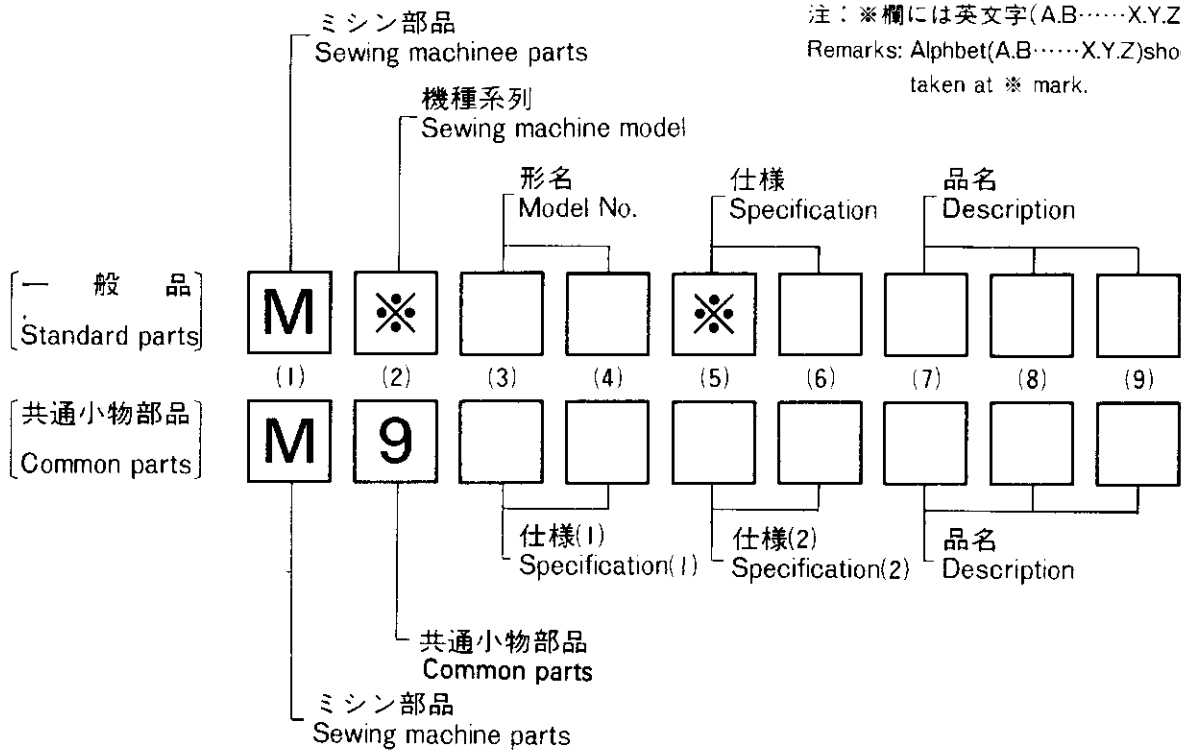 ミシン部品
Sewing machinee parts
注：※欄には英文字(A.B……X.Y.Z
Remarks: Alphbet(A.B……X.Y.Z)sho
taken at ※ mark.
機種系列
Sewing machine model
形名
Model No.
仕様
Specification
品名
Description
[一般品
Standard parts]
M ※ ※
(1) (2) (3) (4) (5) (6) (7) (8) (9)
[共通小物部品
Common parts]
M 9
仕様(1)
Specification(1)
仕様(2)
Specification(2)
品名
Description
共通小物部品
Common parts
ミシン部品
Sewing machine parts